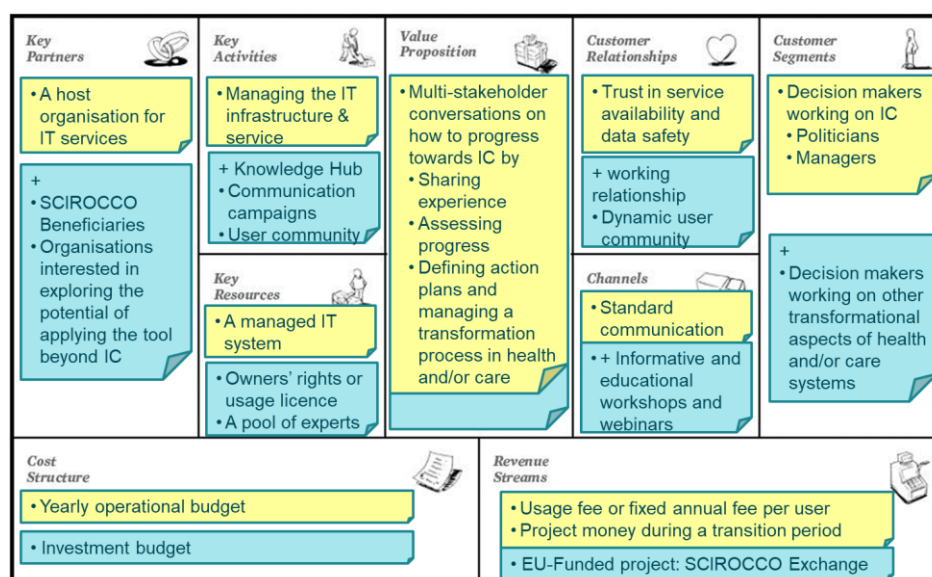 Key
Partners
• A host
organisation for
IT services
+
• SCIROCCO
Beneficiaries
• Organisations
interested in
exploring the
potential of
applying the tool
beyond IC
Key
Activities
• Managing the IT
infrastructure &
service
+ Knowledge Hub
• Communication
campaigns
• User community
Key
Resources
• A managed IT
system
• Owners' rights or
usage licence
• A pool of experts
Value
Proposition
• Multi-stakeholder
conversations on
how to progress
towards IC by
• Sharing
experience
• Assessing
progress
• Defining action
plans and
managing a
transformation
process in health
and/or care
Customer
Relationships
• Trust in service
availability and
data safety
+ working
relationship
• Dynamic user
community
Channels
• Standard
communication
• + Informative and
educational
workshops and
webinars
Customer
Segments
• Decision makers
working on IC
• Politicians
• Managers
+
• Decision makers
working on other
transformational
aspects of health
and/or care
systems
Cost
Structure
• Yearly operational budget
• Investment budget
Revenue
Streams
• Usage fee or fixed annual fee per user
• Project money during a transition period
• EU-Funded project: SCIROCCO Exchange